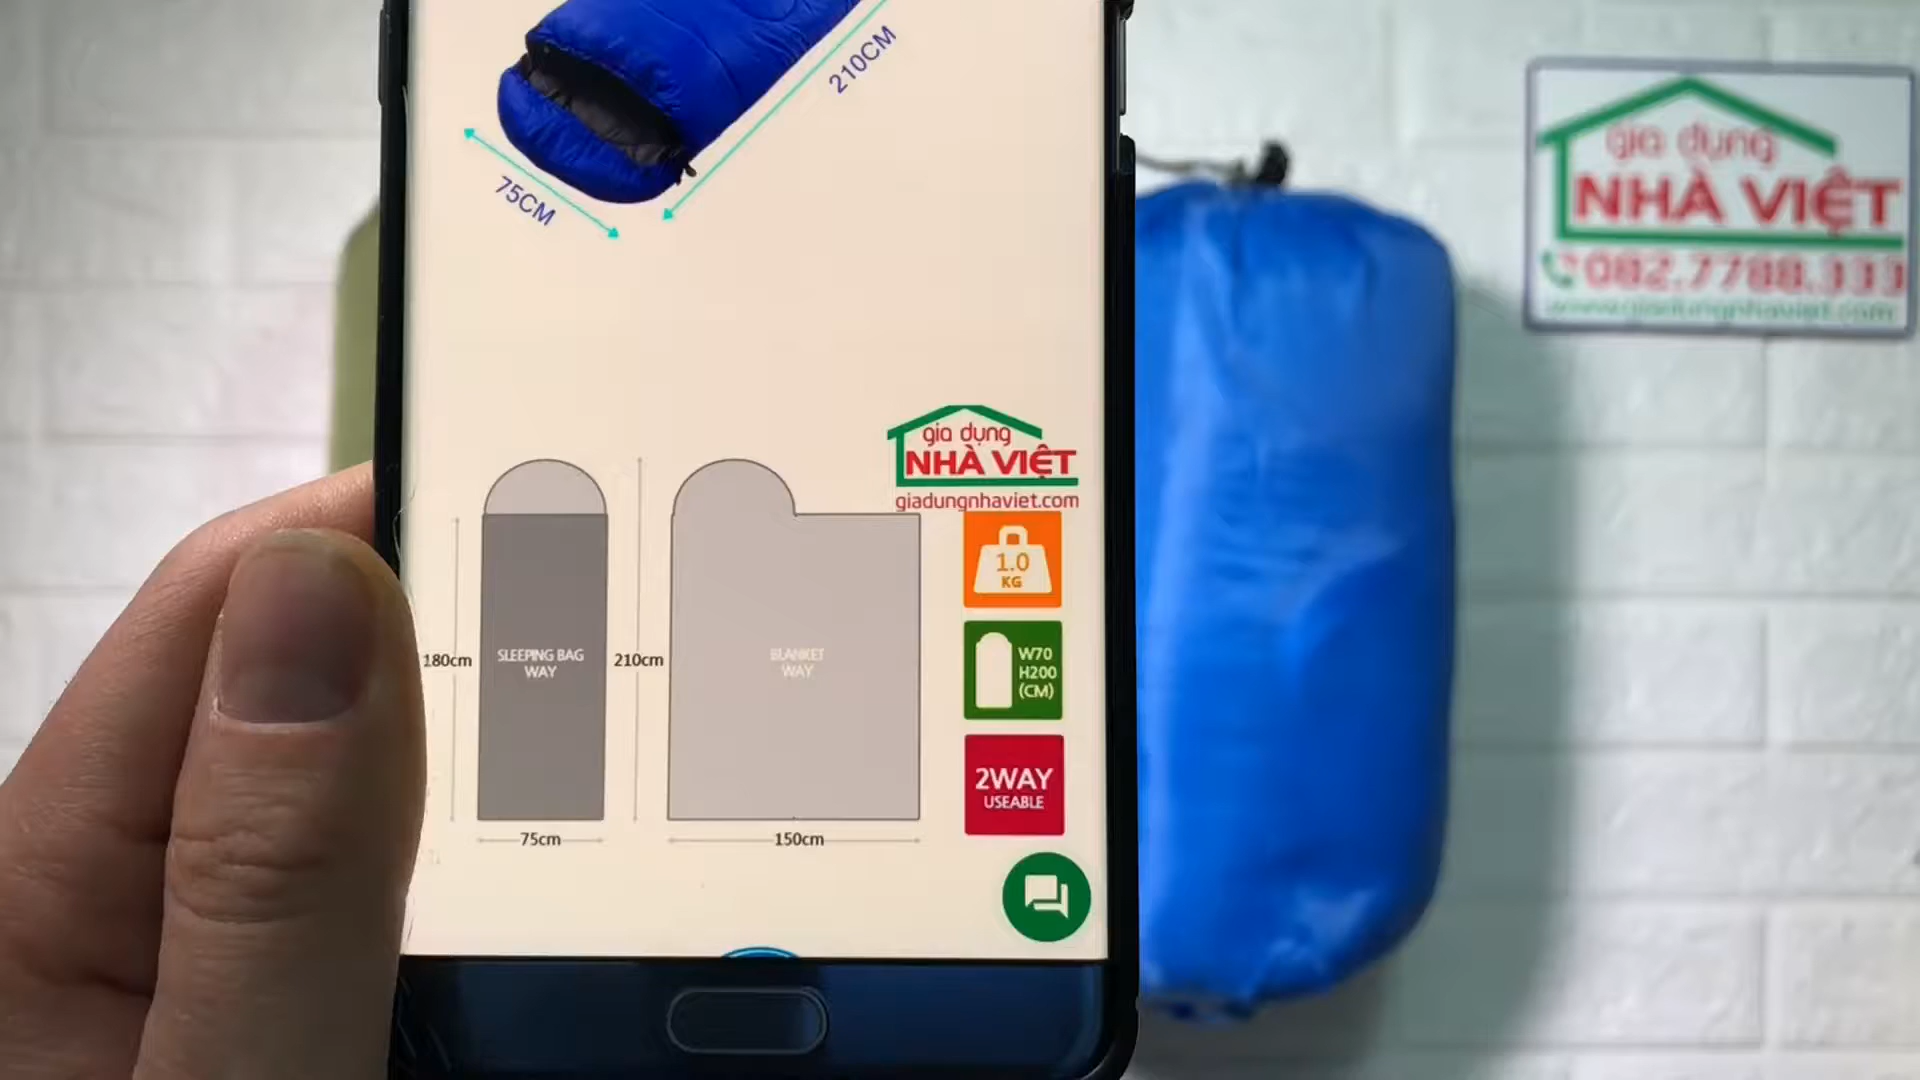 210CM
75CM
gia dụng
NHÀ VIỆT
082.7788.333
www.giadungnhaviet.com
gia dụng
NHÀ VIỆT
giadungnhaviet.com
1.0
KG
W70
H200
(CM)
2WAY
USEABLE
180cm
SLEEPING BAG
WAY
210cm
BLANKET
WAY
75cm
150cm